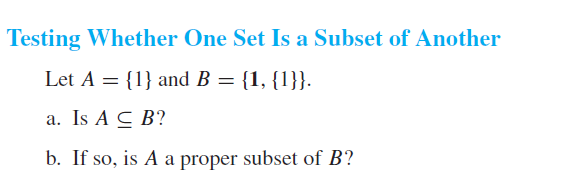 Testing Whether One Set Is a Subset of Another
Let A = {1} and B = {1, {1}}.
a. Is A ⊆ B?
b. If so, is A a proper subset of B?